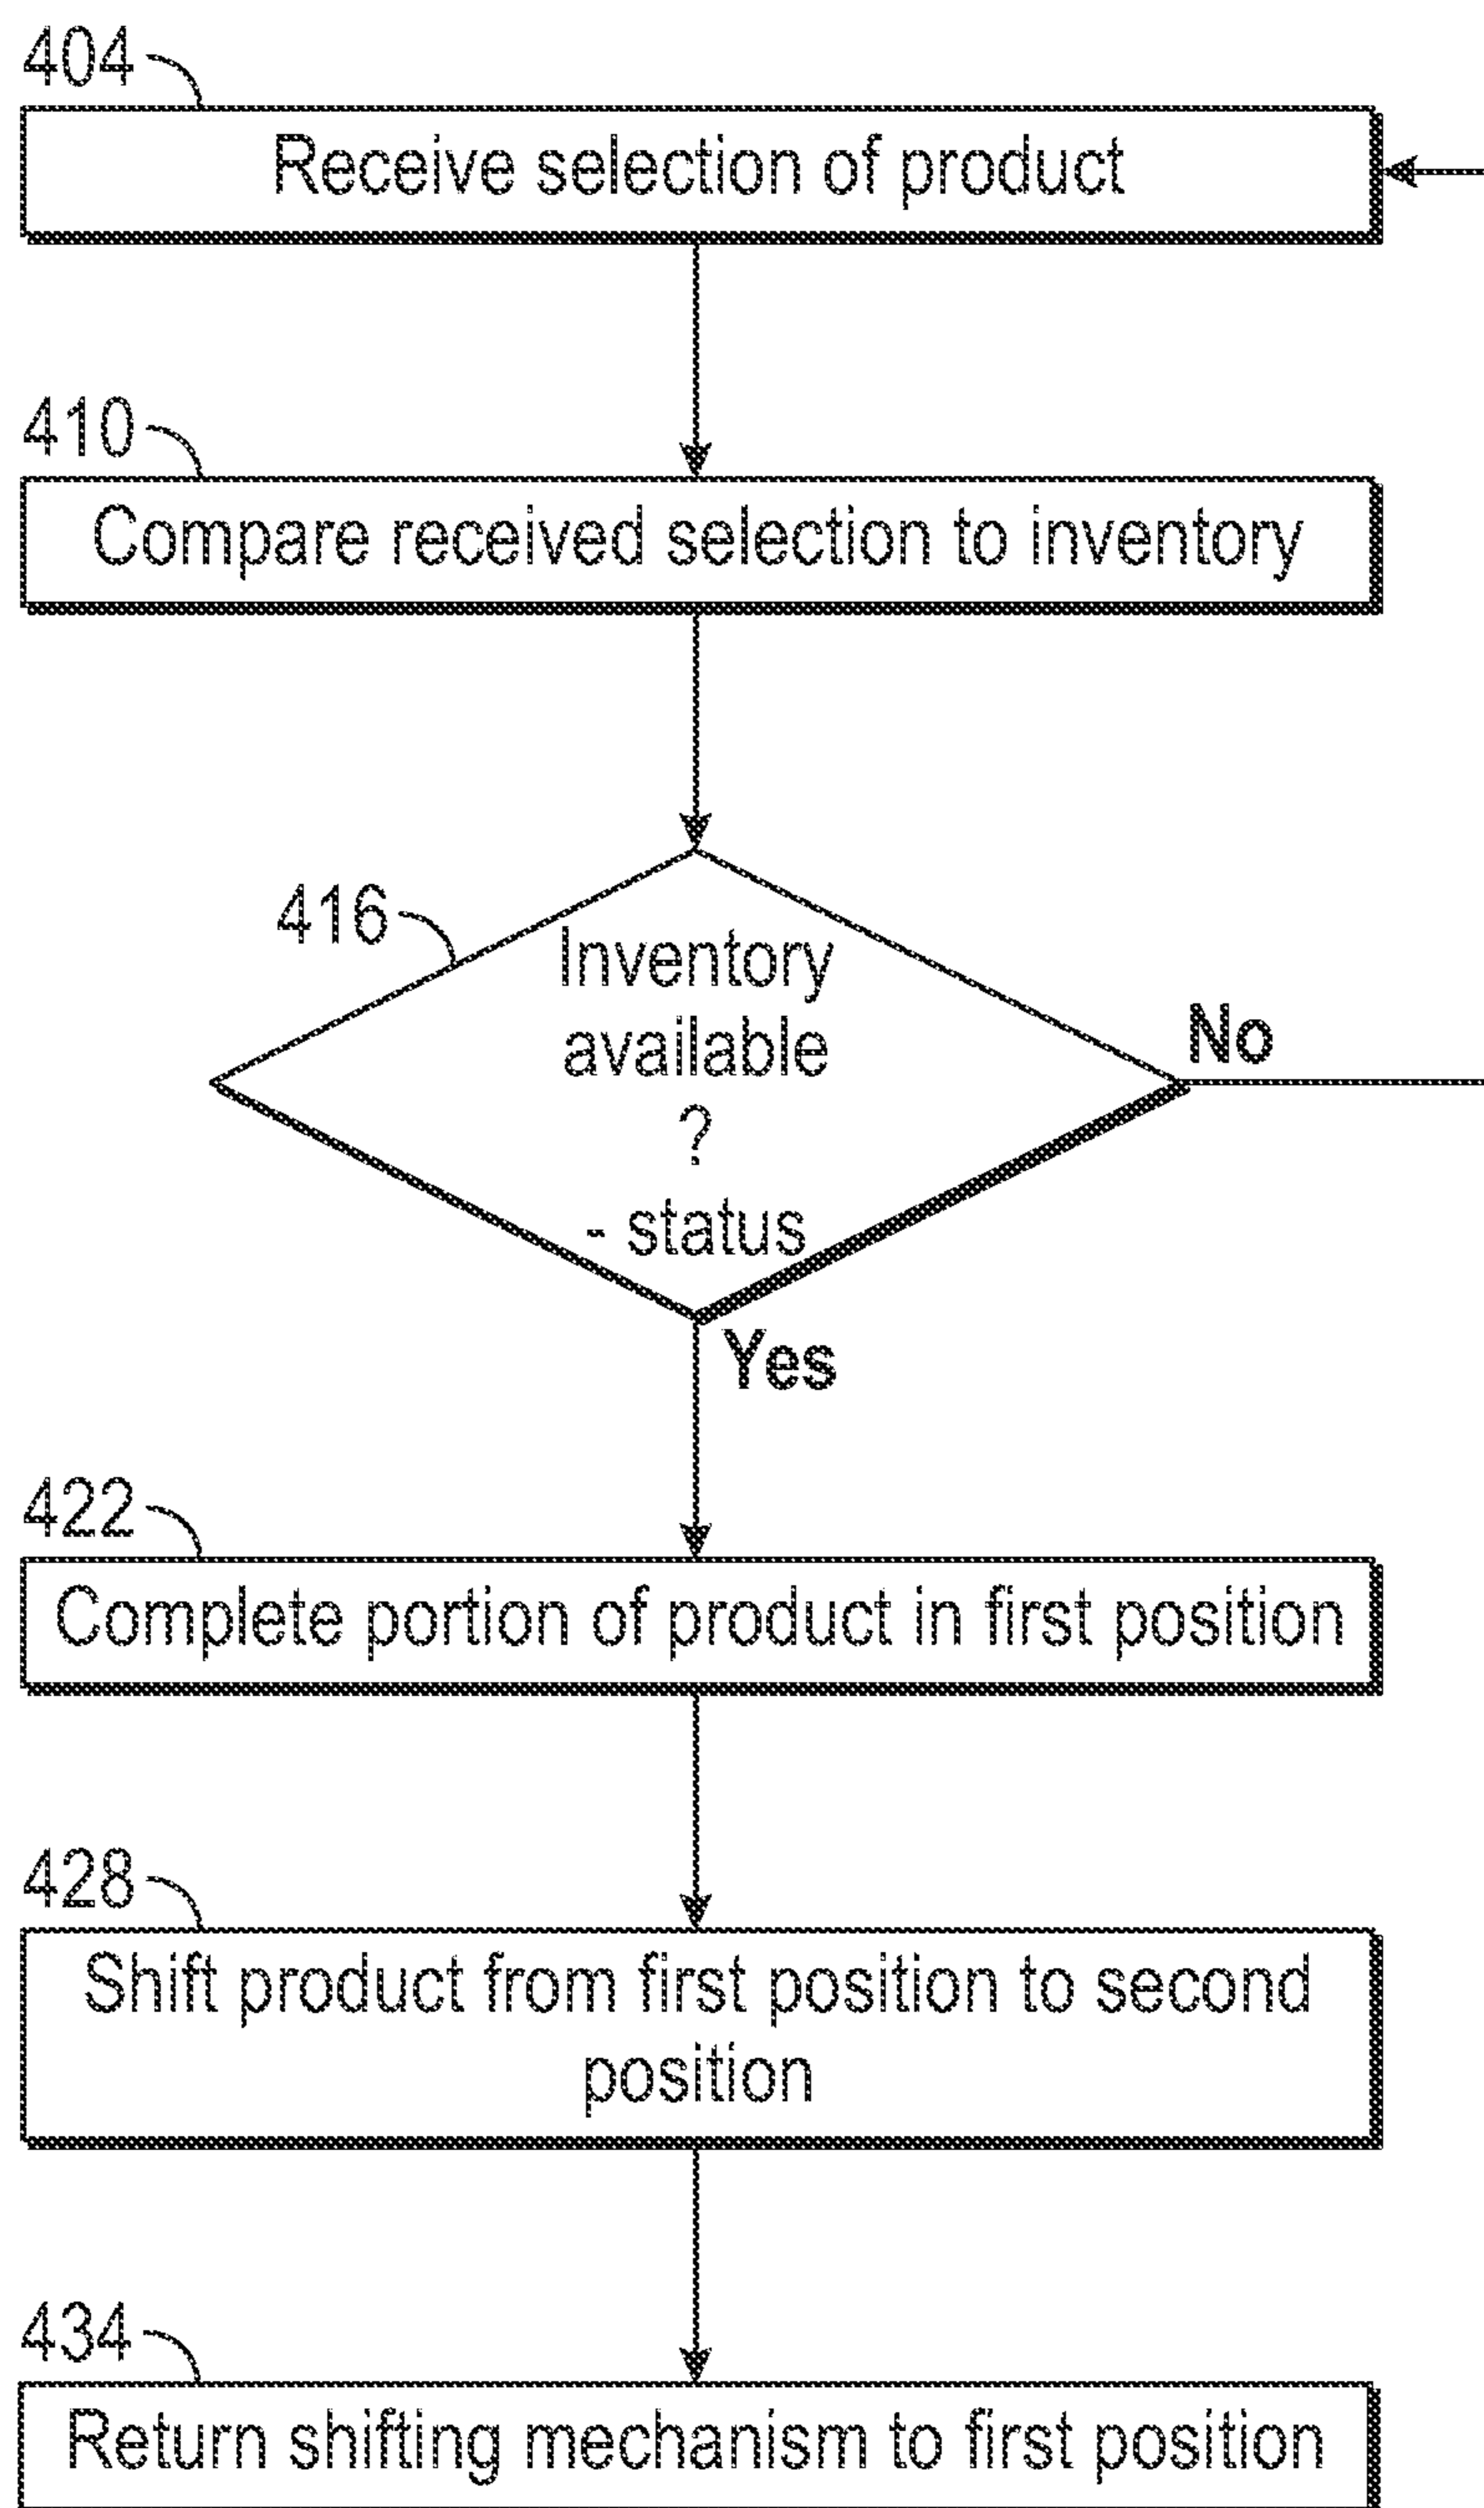 404
Receive selection of product
410
Compare received selection to inventory
416
Inventory
available
?
- status
No
Yes
422
Complete portion of product in first position
428
Shift product from first position to second
position
434
Return shifting mechanism to first position